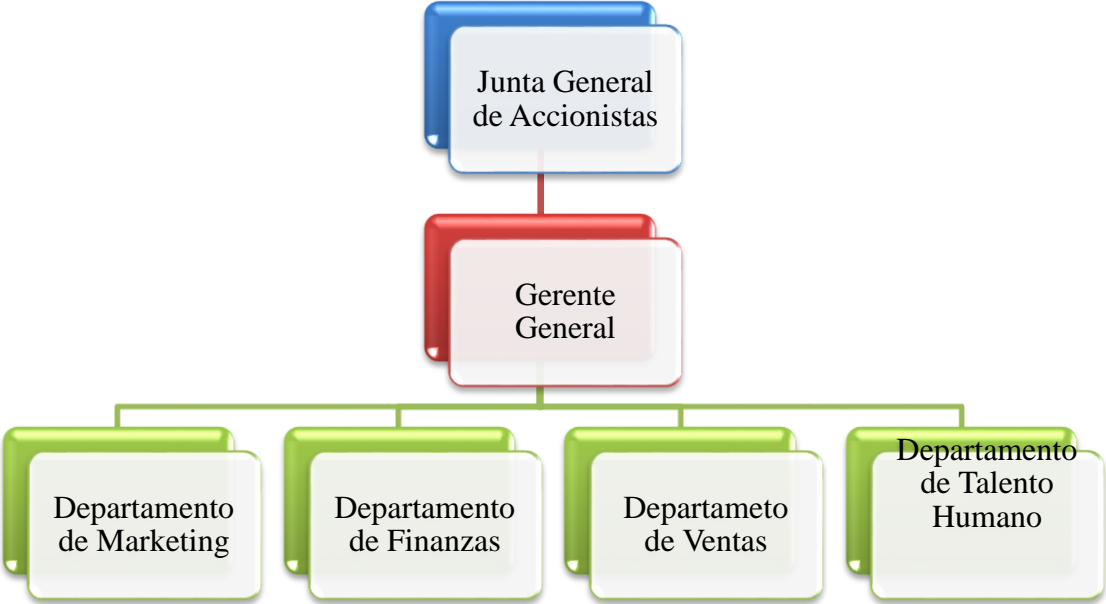 Junta General
de Accionistas
Gerente
General
Departamento
de Marketing
Departamento
de Finanzas
Departameto
de Ventas
Departamento
de Talento
Humano